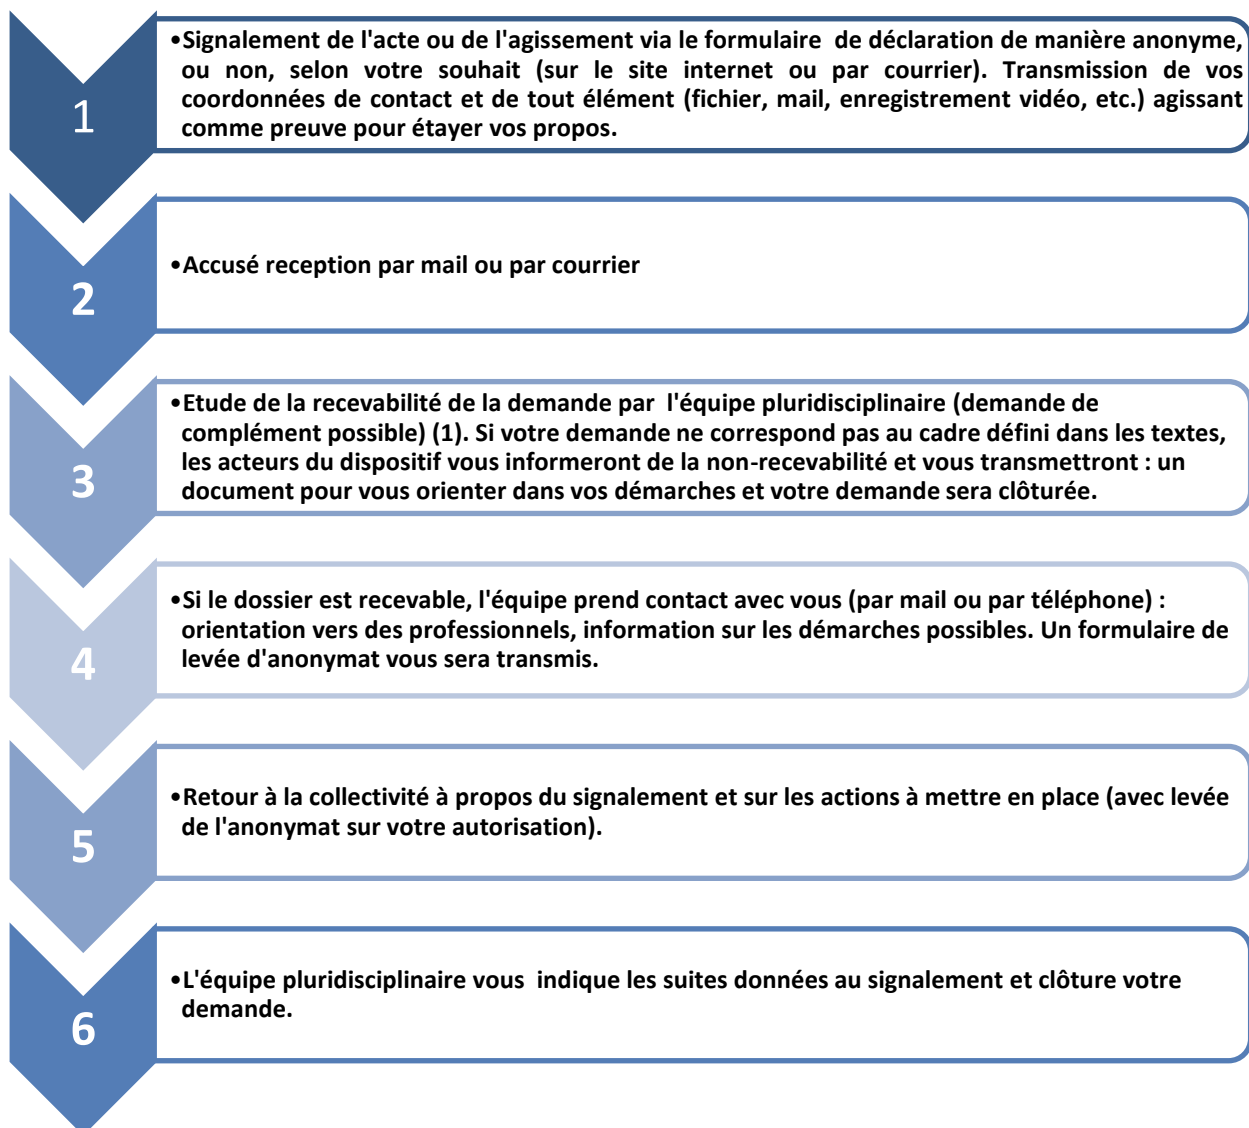 1
•Signalement de l'acte ou de l'agissement via le formulaire de déclaration de manière anonyme,
ou non, selon votre souhait (sur le site internet ou par courrier). Transmission de vos
coordonnées de contact et de tout élément (fichier, mail, enregistrement vidéo, etc.) agissant
comme preuve pour étayer vos propos.
2
•Accusé reception par mail ou par courrier
3
•Etude de la recevabilité de la demande par l'équipe pluridisciplinaire (demande de
complément possible) (1). Si votre demande ne correspond pas au cadre défini dans les textes,
les acteurs du dispositif vous informeront de la non-recevabilité et vous transmettront : un
document pour vous orienter dans vos démarches et votre demande sera clôturée.
4
•Si le dossier est recevable, l'équipe prend contact avec vous (par mail ou par téléphone) :
orientation vers des professionnels, information sur les démarches possibles. Un formulaire de
levée d'anonymat vous sera transmis.
5
•Retour à la collectivité à propos du signalement et sur les actions à mettre en place (avec levée
de l'anonymat sur votre autorisation).
6
•L'équipe pluridisciplinaire vous indique les suites données au signalement et clôture votre
demande.